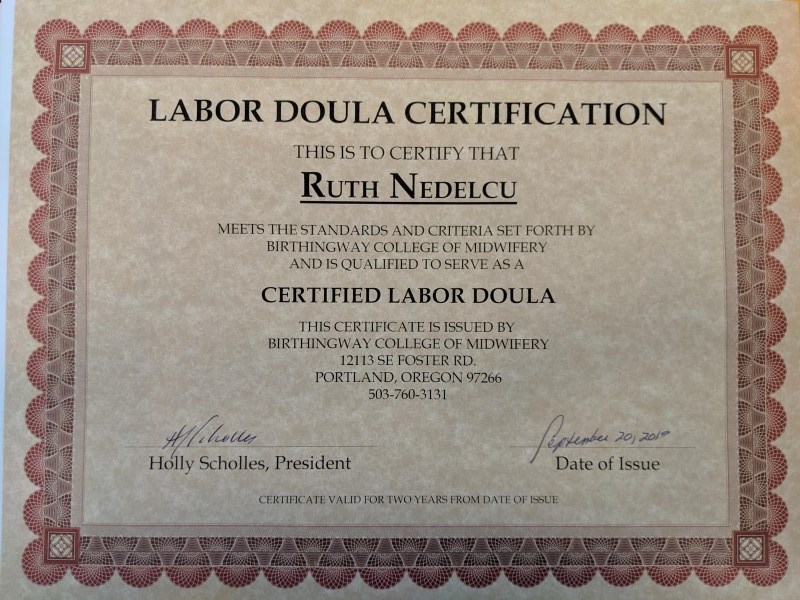 LABOR DOULA CERTIFICATION
THIS IS TO CERTIFY THAT
RUTH NEDELCU
MEETS THE STANDARDS AND CRITERIA SET FORTH BY
BIRTHINGWAY COLLEGE OF MIDWIFERY
AND IS QUALIFIED TO SERVE AS A
CERTIFIED LABOR DOULA
THIS CERTIFICATE IS ISSUED BY
BIRTHINGWAY COLLEGE OF MIDWIFERY
12113 SE FOSTER RD.
PORTLAND, OREGON 97266
503-760-3131
September 20,
Holly Scholles, President
Date of Issue
CERTIFICATE VALID FOR TWO YEARS FROM DATE OF ISSUE